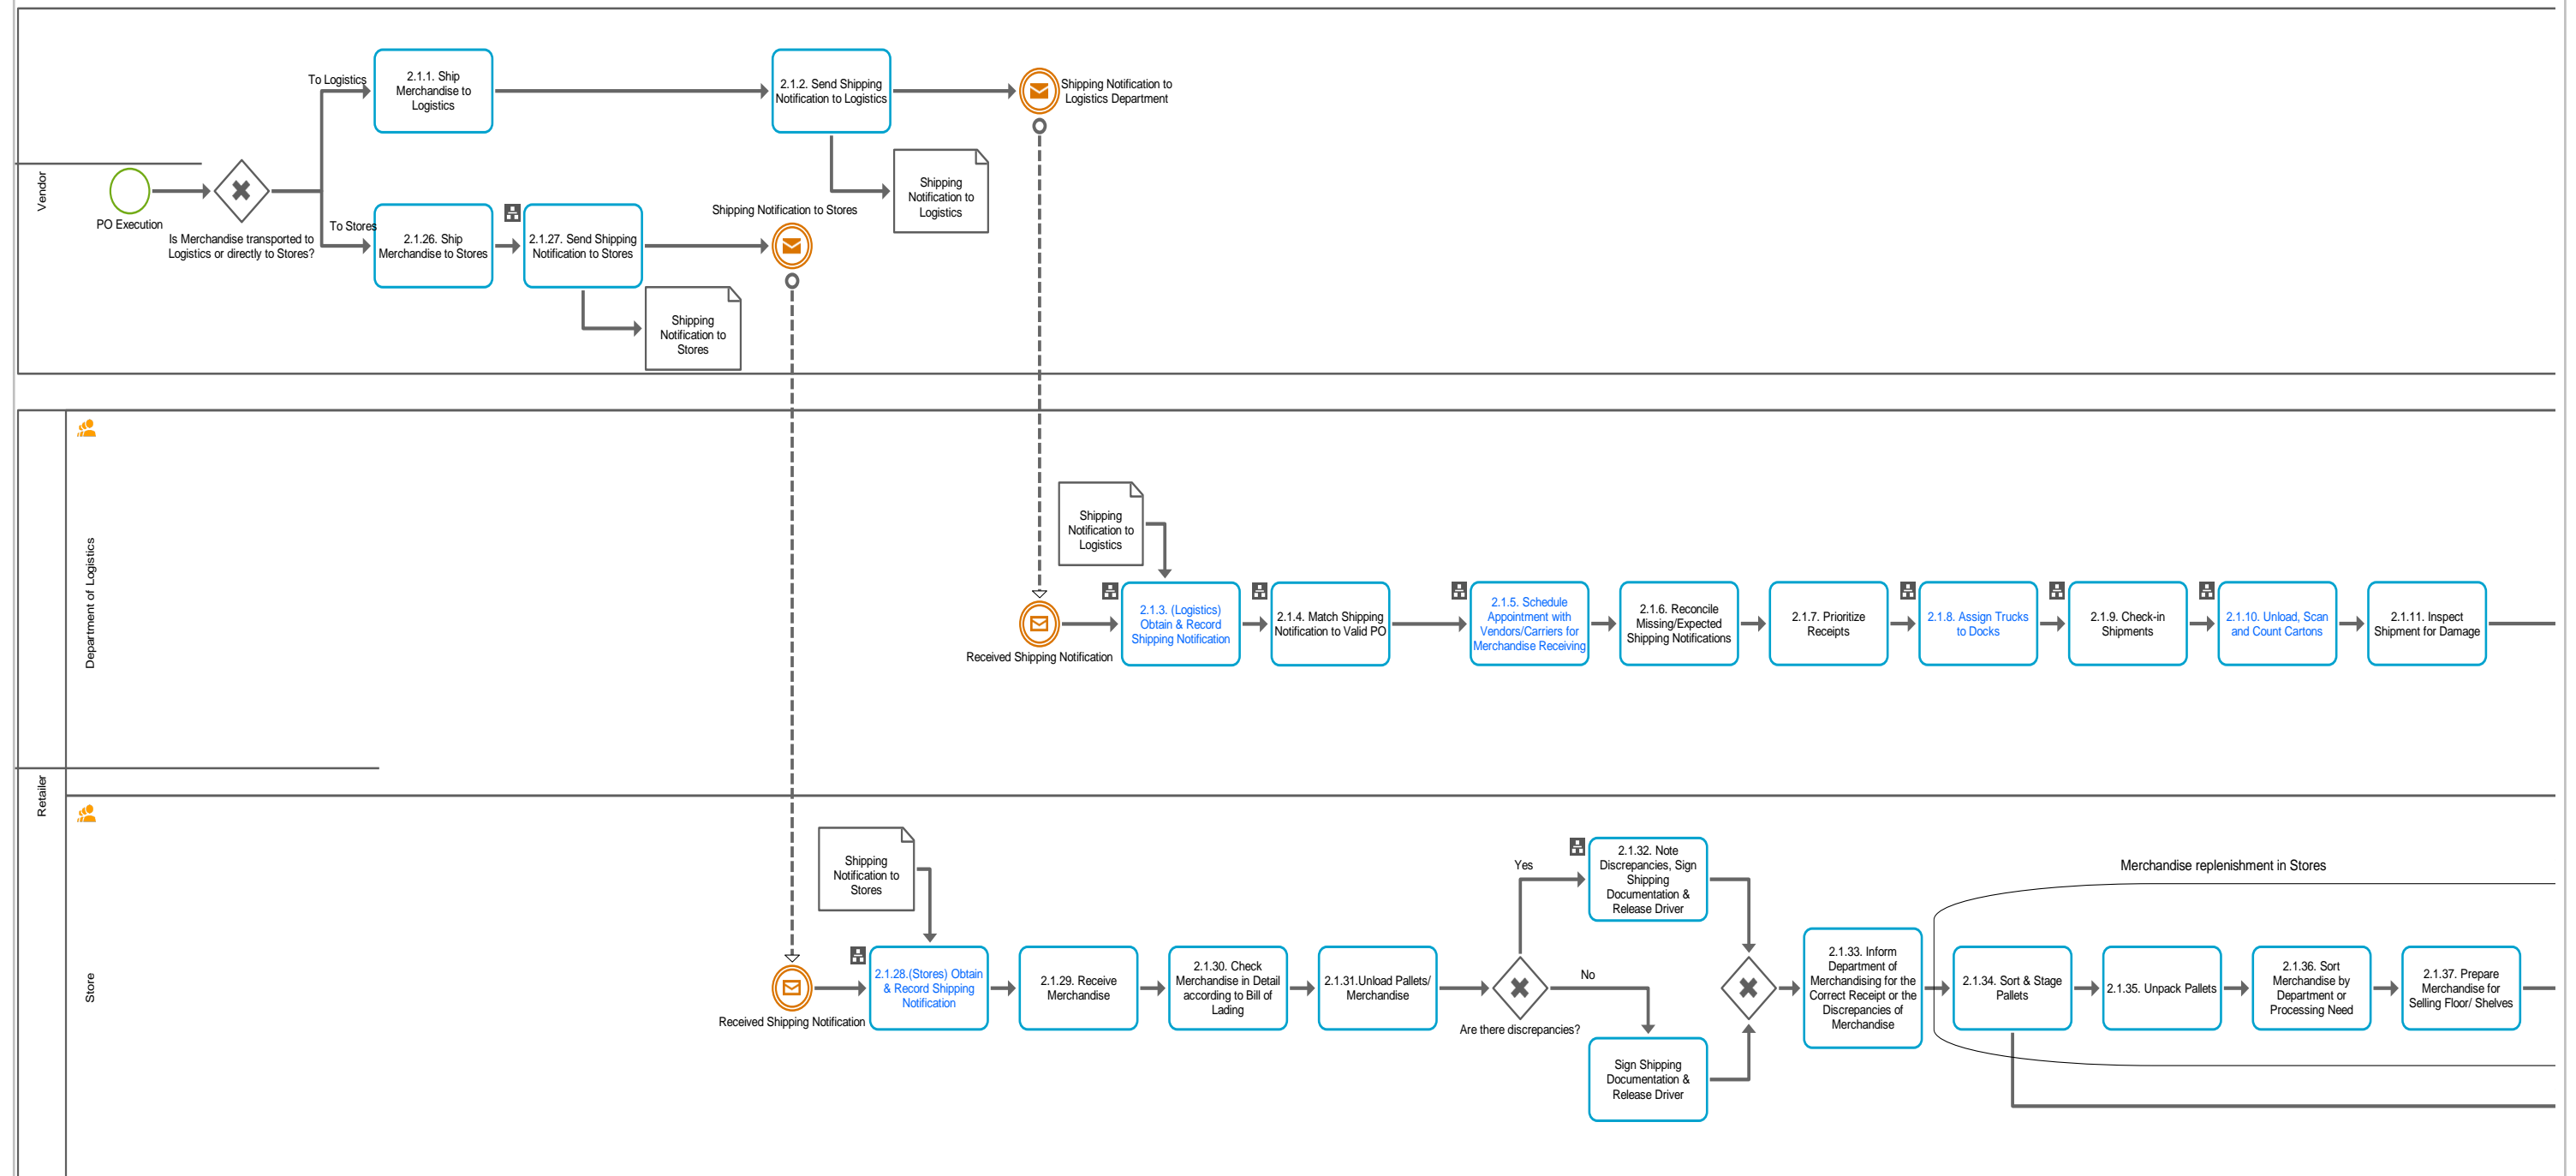 Vendor
PO Execution
Is Merchandise transported to
Logistics or directly to Stores?
To Logistics
2.1.1. Ship
Merchandise to
Logistics
2.1.2. Send Shipping
Notification to Logistics
Shipping Notification to
Logistics Department
Shipping
Notification to
Logistics
To Stores
2.1.26. Ship
Merchandise to Stores
2.1.27. Send Shipping
Notification to Stores
Shipping Notification to Stores
Shipping
Notification to
Stores
Retailer
Department of Logistics
Shipping
Notification to
Logistics
Received Shipping Notification
2.1.3. (Logistics)
Obtain & Record
Shipping Notification
2.1.4. Match Shipping
Notification to Valid PO
2.1.5. Schedule
Appointment with
Vendors/Carriers for
Merchandise Receiving
2.1.6. Reconcile
Missing/Expected
Shipping Notifications
2.1.7. Prioritize
Receipts
2.1.8. Assign Trucks
to Docks
2.1.9. Check-in
Shipments
2.1.10. Unload, Scan
and Count Cartons
2.1.11. Inspect
Shipment for Damage
Store
Shipping
Notification to
Stores
Received Shipping Notification
2.1.28.(Stores) Obtain
& Record Shipping
Notification
2.1.29. Receive
Merchandise
2.1.30. Check
Merchandise in Detail
according to Bill of
Lading
2.1.31.Unload Pallets/
Merchandise
Are there discrepancies?
Yes
2.1.32. Note
Discrepancies, Sign
Shipping
Documentation &
Release Driver
No
Sign Shipping
Documentation &
Release Driver
2.1.33. Inform
Department of
Merchandising for the
Correct Receipt or the
Discrepancies of
Merchandise
Merchandise replenishment in Stores
2.1.34. Sort & Stage
Pallets
2.1.35. Unpack Pallets
2.1.36. Sort
Merchandise by
Department or
Processing Need
2.1.37. Prepare
Merchandise for
Selling Floor/ Shelves